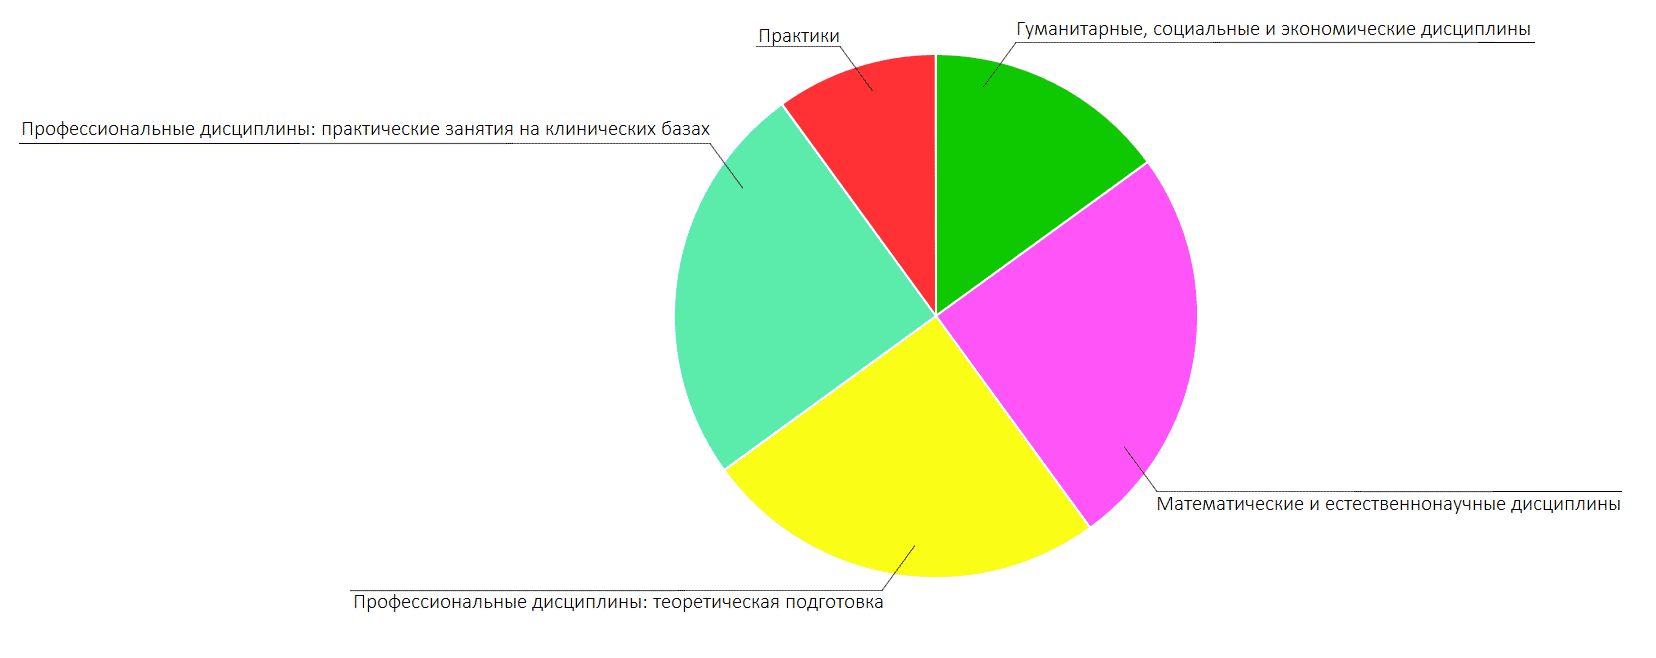 Гуманитарные, социальные и экономические дисциплины
Практики
Профессиональные дисциплины: практические занятия на клинических базах
Математические и естественнонаучные дисциплины
Профессиональные дисциплины: теоретическая подготовка